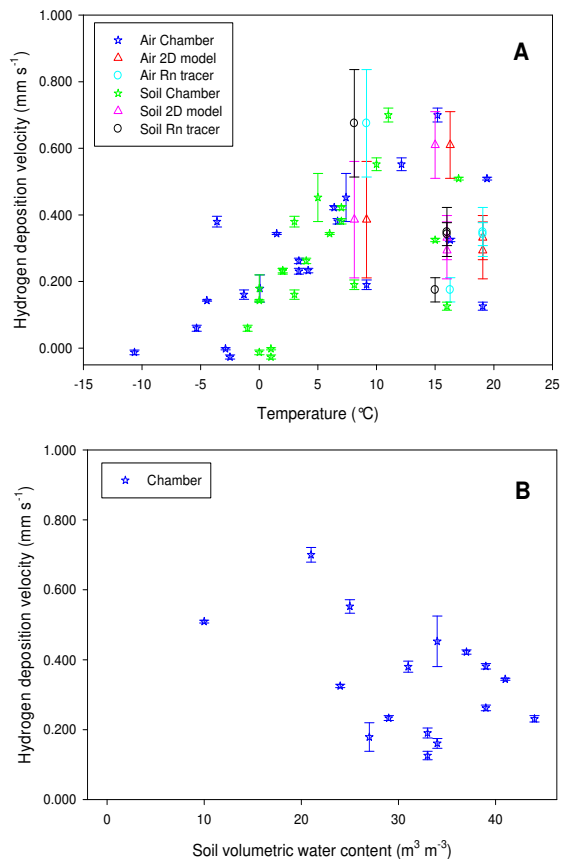 A
Air Chamber
Air 2D model
Air Rn tracer
Soil Chamber
Soil 2D model
Soil Rn tracer
Hydrogen deposition velocity (mm s⁻¹)
1.000
0.800
0.600
0.400
0.200
0.000
-15 -10 -5 0 5 10 15 20 25
Temperature (°C)
B
Chamber
Hydrogen deposition velocity (mm s⁻¹)
1.000
0.800
0.600
0.400
0.200
0.000
0 10 20 30 40
Soil volumetric water content (m³ m⁻³)